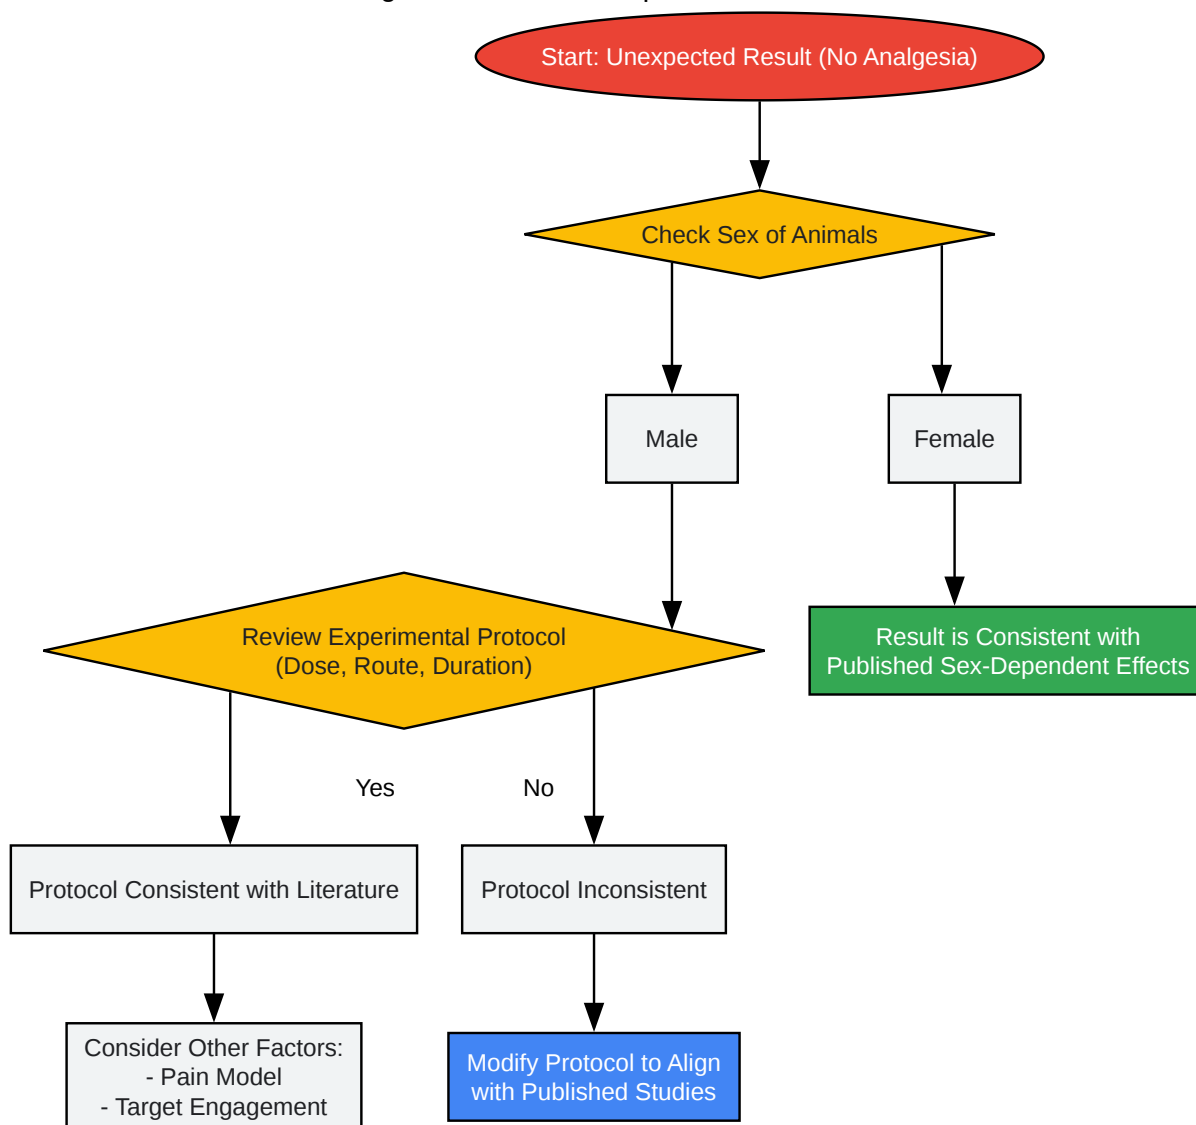 Start: Unexpected Result (No Analgesia)
Check Sex of Animals
Male
Female
Review Experimental Protocol
(Dose, Route, Duration)
Result is Consistent with
Published Sex-Dependent Effects
Yes
No
Protocol Consistent with Literature
Protocol Inconsistent
Consider Other Factors:
- Pain Model
- Target Engagement
Modify Protocol to Align
with Published Studies